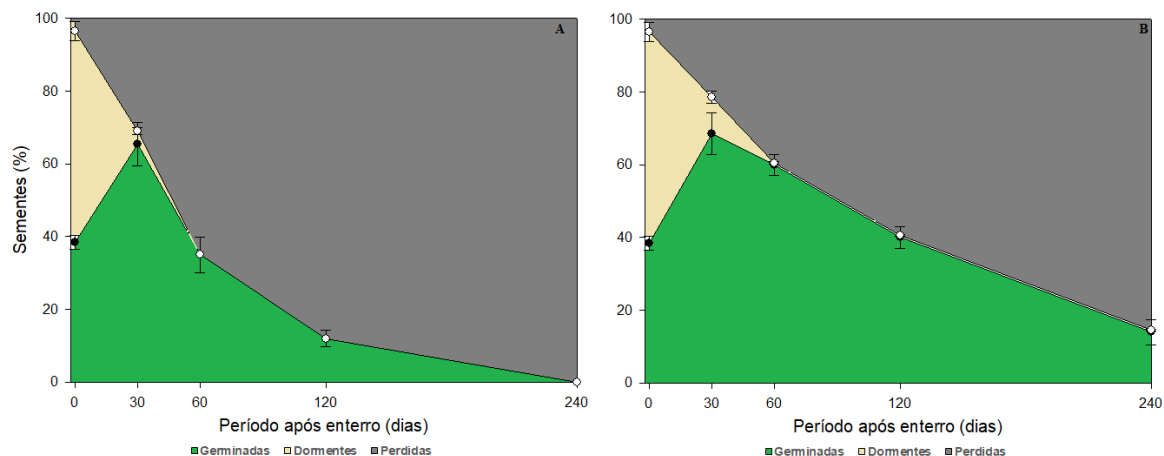 100
80
60
40
20
0
Sementes (%)
A
0 30 60 120 240
Período após enterro (dias)
Germinadas Dormentes Perdidas
100
80
60
40
20
0
B
0 30 60 120 240
Período após enterro (dias)
Germinadas Dormentes Perdidas